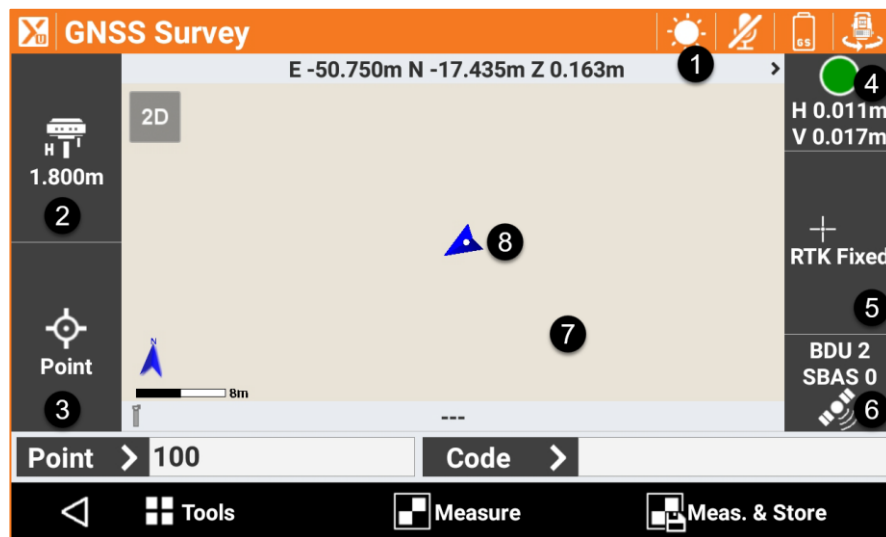 GNSS Survey
GS
1
E -50.750m N -17.435m Z 0.163m
4
2D
H 0.011m
V 0.017m
H I
1.800m
2
8
RTK Fixed
5
7
N
Point
8m
BDU 2
SBAS 0
3
6
---
Point 100 Code
Tools Measure Meas. & Store